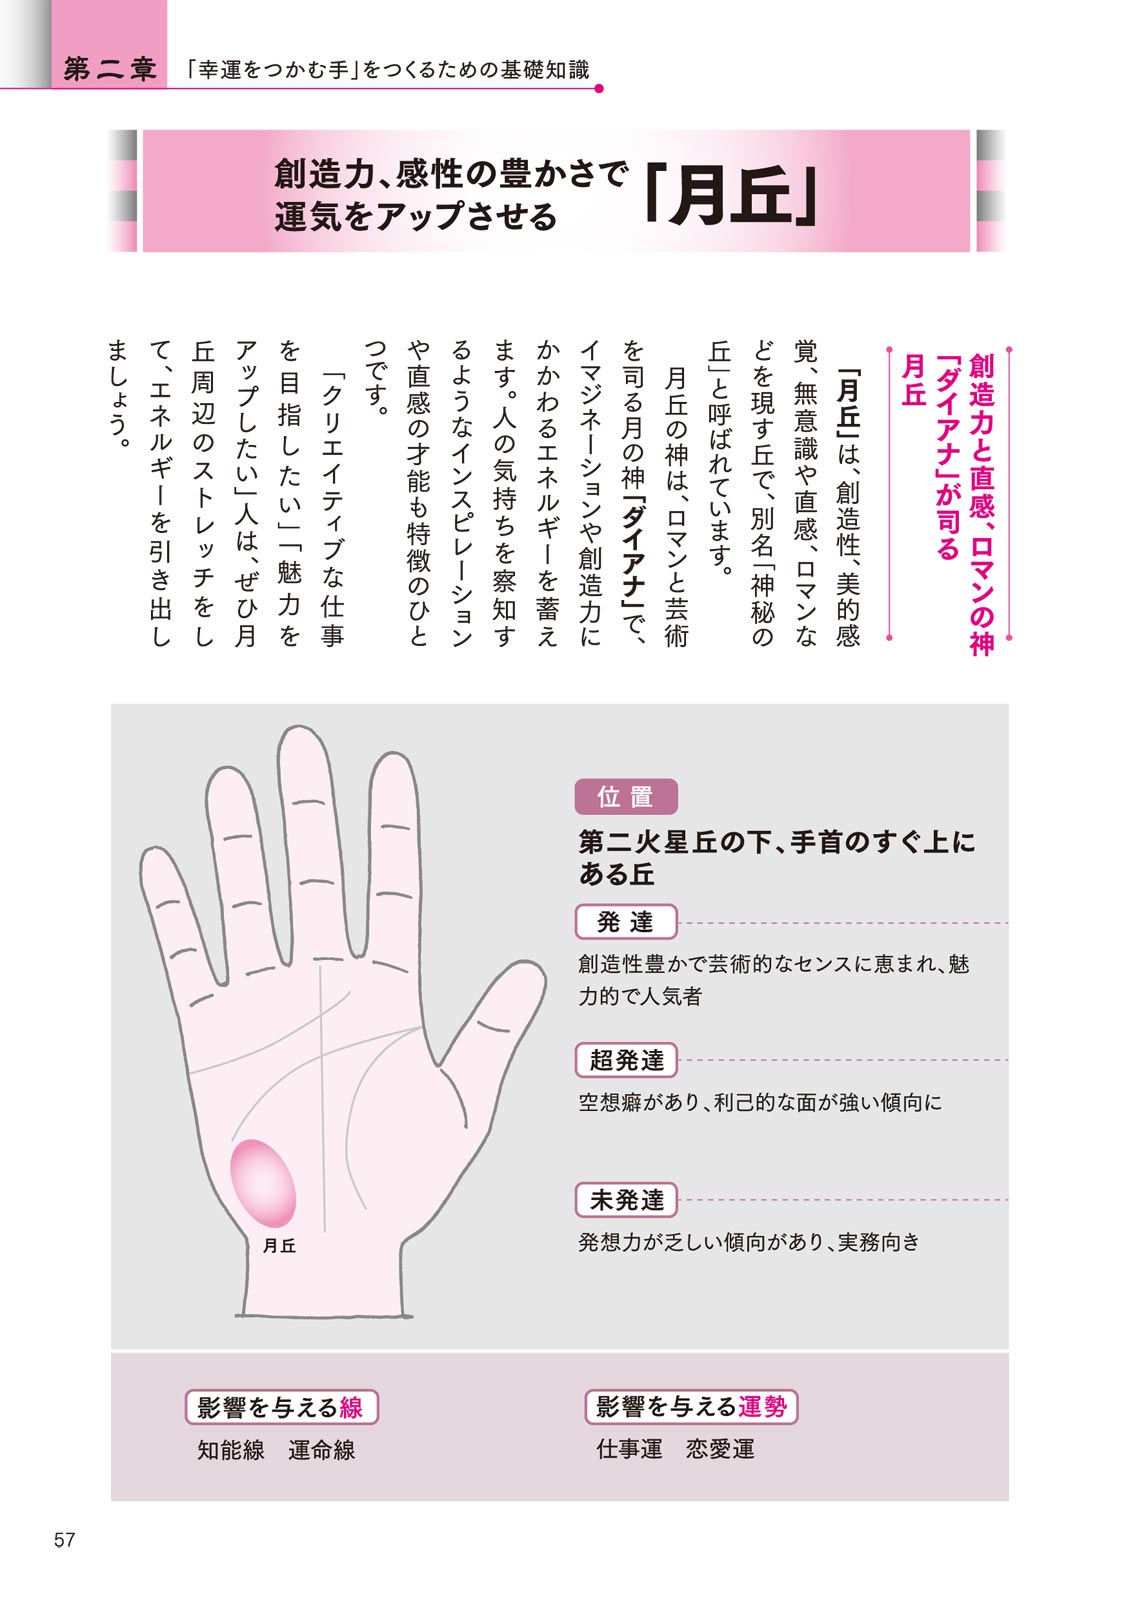 第二章
「幸運をつかむ手」をつくるための基礎知識
創造力、感性の豊かさで
運気をアップさせる
「月丘」
創造力と直感、ロマンの神
「ダイアナ」が司る
月丘
「月丘」は、創造性、美的感
覚、無意識や直感、ロマンな
どを現す丘で、別名「神秘の
丘」と呼ばれています。
月丘の神は、ロマンと芸術
を司る月の神「ダイアナ」で、
イマジネーションや創造力に
かかわるエネルギーを蓄え
ます。人の気持ちを察知す
るようなインスピレーション
や直感の才能も特徴のひと
つです。
「クリエイティブな仕事
を目指したい」「魅力を
アップしたい」人は、ぜひ月
丘周辺のストレッチをし
て、エネルギーを引き出し
ましょう。
月丘
位置
第二火星丘の下、手首のすぐ上に
ある丘
発達
創造性豊かで芸術的なセンスに恵まれ、魅
力的で人気者
超発達
空想癖があり、利己的な面が強い傾向に
未発達
発想力が乏しい傾向があり、実務向き
影響を与える線
知能線　運命線
影響を与える運勢
仕事運　恋愛運
57